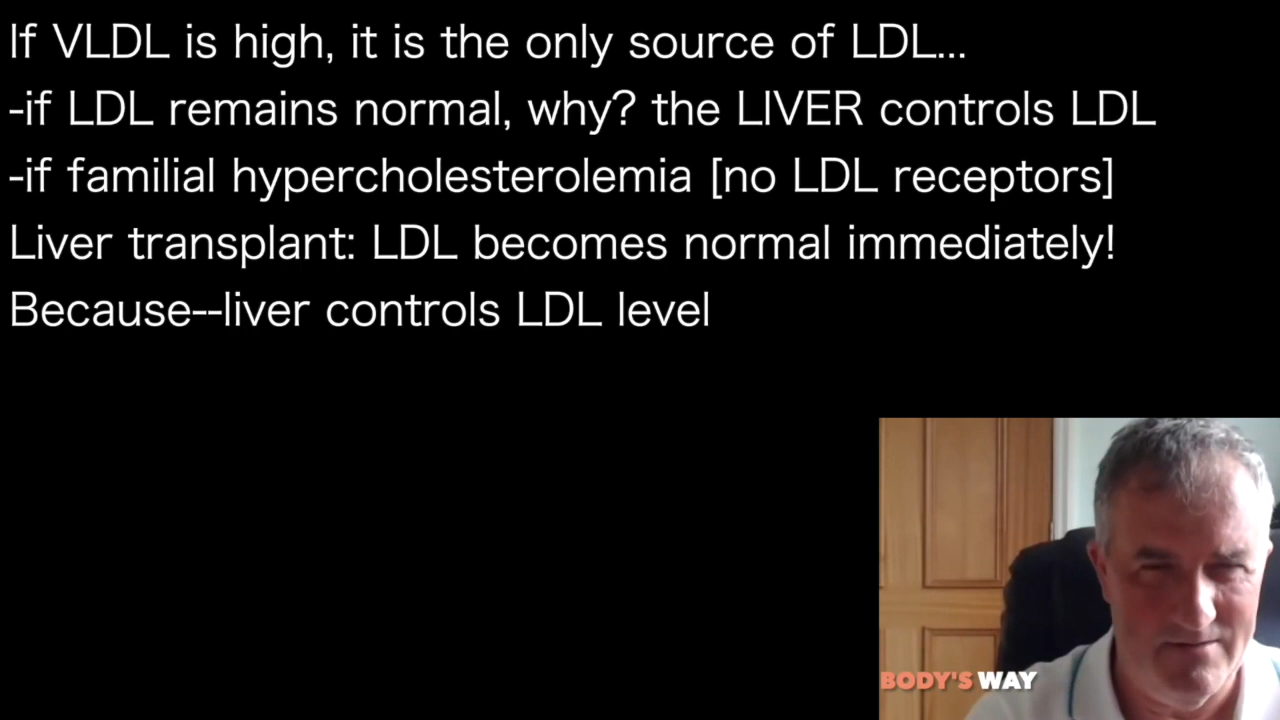 If VLDL is high, it is the only source of LDL...
-if LDL remains normal, why? the LIVER controls LDL
-if familial hypercholesterolemia [no LDL receptors]
Liver transplant: LDL becomes normal immediately!
Because--liver controls LDL level
BODY'S WAY